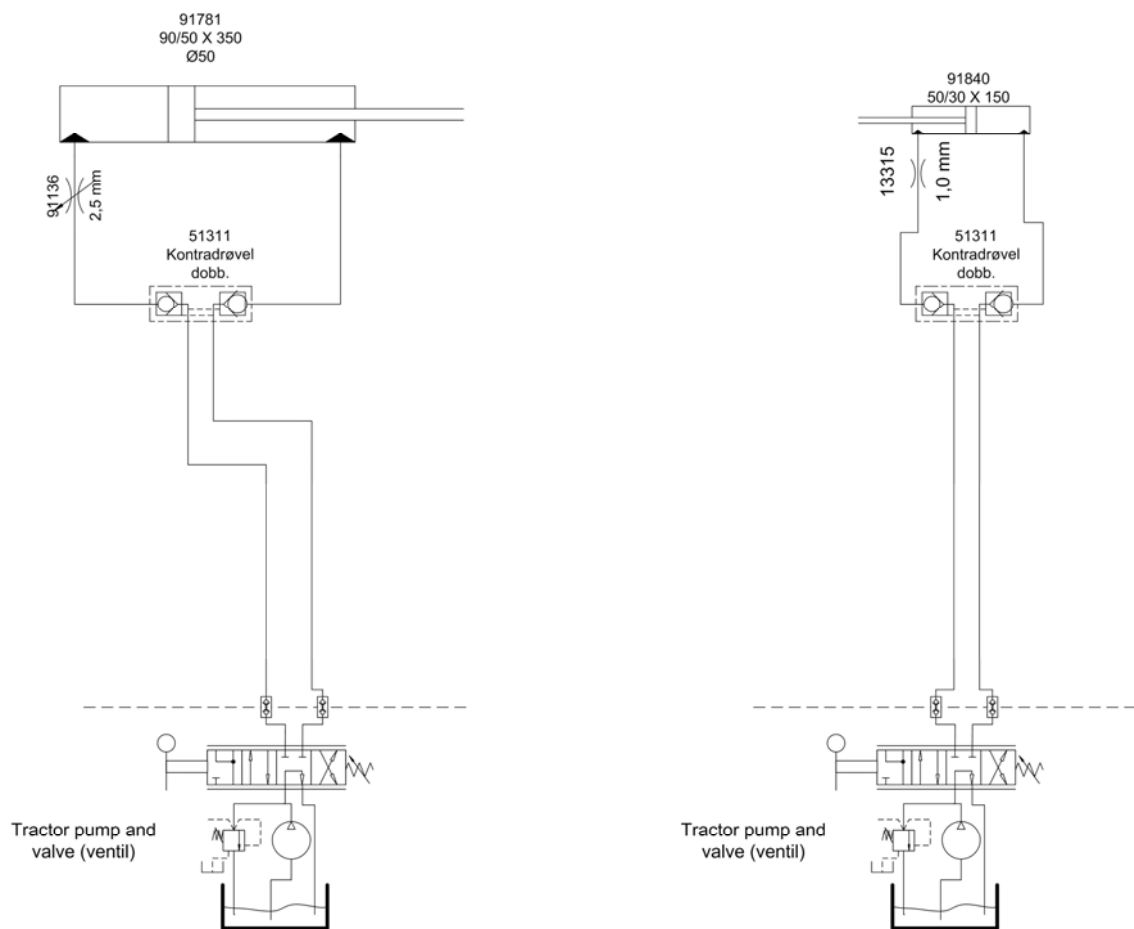 91781
90/50 X 350
Ø50
91136
2,5 mm
51311
Kontradrøvel
dobb.
Tractor pump and
valve (ventil)
91840
50/30 X 150
13315
1,0 mm
51311
Kontradrøvel
dobb.
Tractor pump and
valve (ventil)